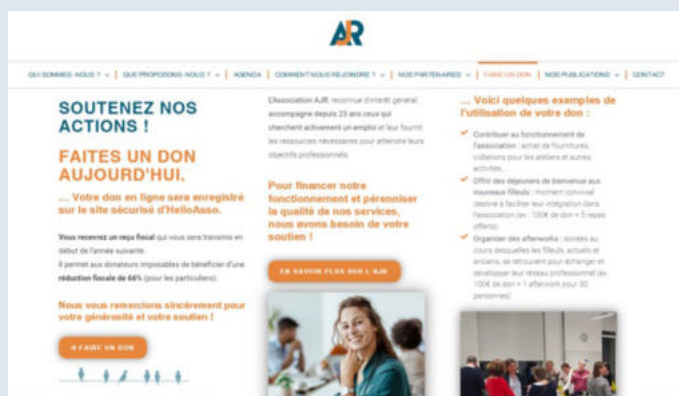 AJR
QUI SOMMES-NOUS ? | QUE PROPOSONS-NOUS ? | AGENDA | COMMENT NOUS REJOINDRE ? | NOS PARTENAIRES | FAIRE UN DON | NOS PUBLICATIONS | CONTACT
SOUTENEZ NOS
ACTIONS !
FAITES UN DON
AUJOURD'HUI.
... Votre don en ligne sera enregistré
sur le site sécurisé d'HelloAsso.
Vous recevrez un reçu fiscal qui vous sera transmis en
début de l'année suivante.
Il permet aux donateurs imposables de bénéficier d'une
réduction fiscale de 66% (pour les particuliers).
Nous vous remercions sincèrement pour
votre générosité et votre soutien !
→ FAIRE UN DON
L'Association AJR, reconnue d'intérêt général,
accompagne depuis 23 ans ceux qui
cherchent activement un emploi et leur fournit
les ressources nécessaires pour atteindre leurs
objectifs professionnels.
Pour financer notre
fonctionnement et pérenniser
la qualité de nos services,
nous avons besoin de votre
soutien !
EN SAVOIR PLUS SUR L'AJR
... Voici quelques exemples de
l'utilisation de votre don :
Contribuer au fonctionnement de
l'association : achat de fournitures,
collations pour les ateliers et autres
activités...
Offrir des déjeuners de bienvenue aux
nouveaux filleuls : moment convivial
destiné à faciliter leur intégration dans
l'association (ex : 100€ de don = 5 repas
offerts)
Organiser des afterworks : soirées au
cours desquelles les filleuls, actuels et
anciens, se retrouvent pour échanger et
développer leur réseau professionnel (ex:
100€ de don = 1 afterwork pour 30
personnes)